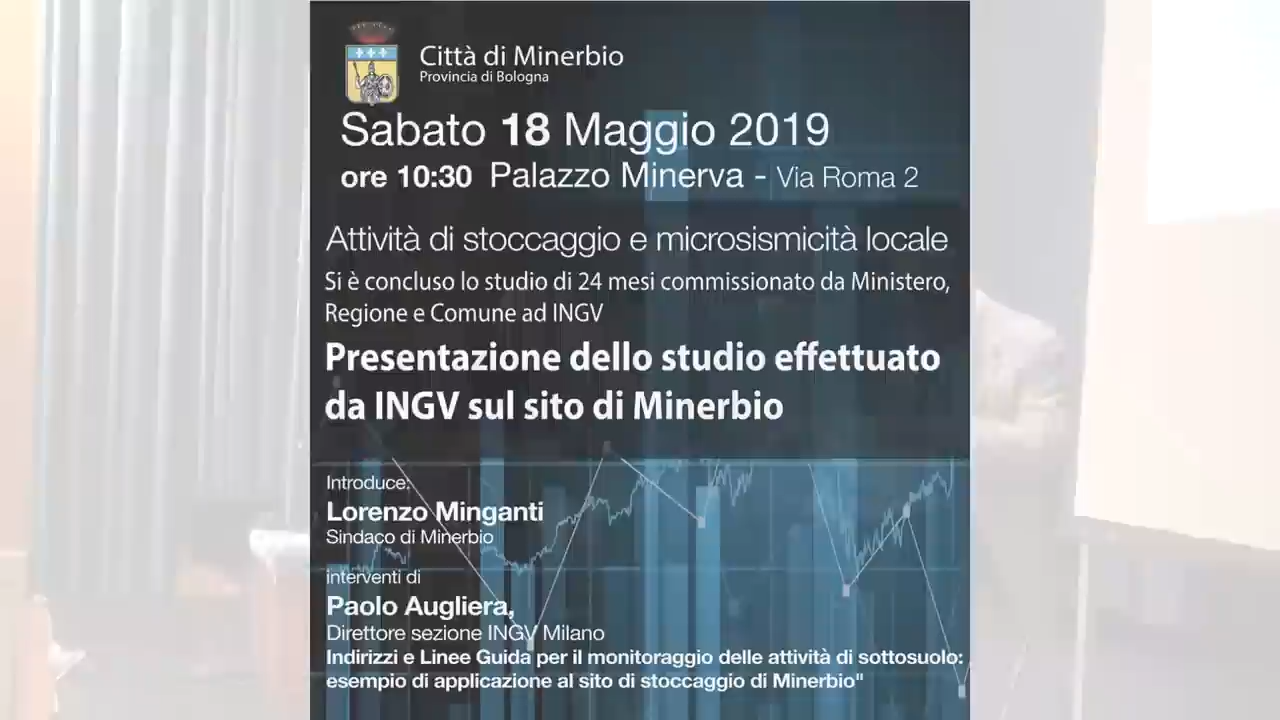 Città di Minerbio
Provincia di Bologna
Sabato 18 Maggio 2019
ore 10:30 Palazzo Minerva - Via Roma 2
Attività di stoccaggio e microsismicità locale
Si è concluso lo studio di 24 mesi commissionato da Ministero,
Regione e Comune ad INGV
Presentazione dello studio effettuato
da INGV sul sito di Minerbio
Introduce:
Lorenzo Minganti
Sindaco di Minerbio
interventi di
Paolo Augliera,
Direttore sezione INGV Milano
Indirizzi e Linee Guida per il monitoraggio delle attività di sottosuolo:
esempio di applicazione al sito di stoccaggio di Minerbio"